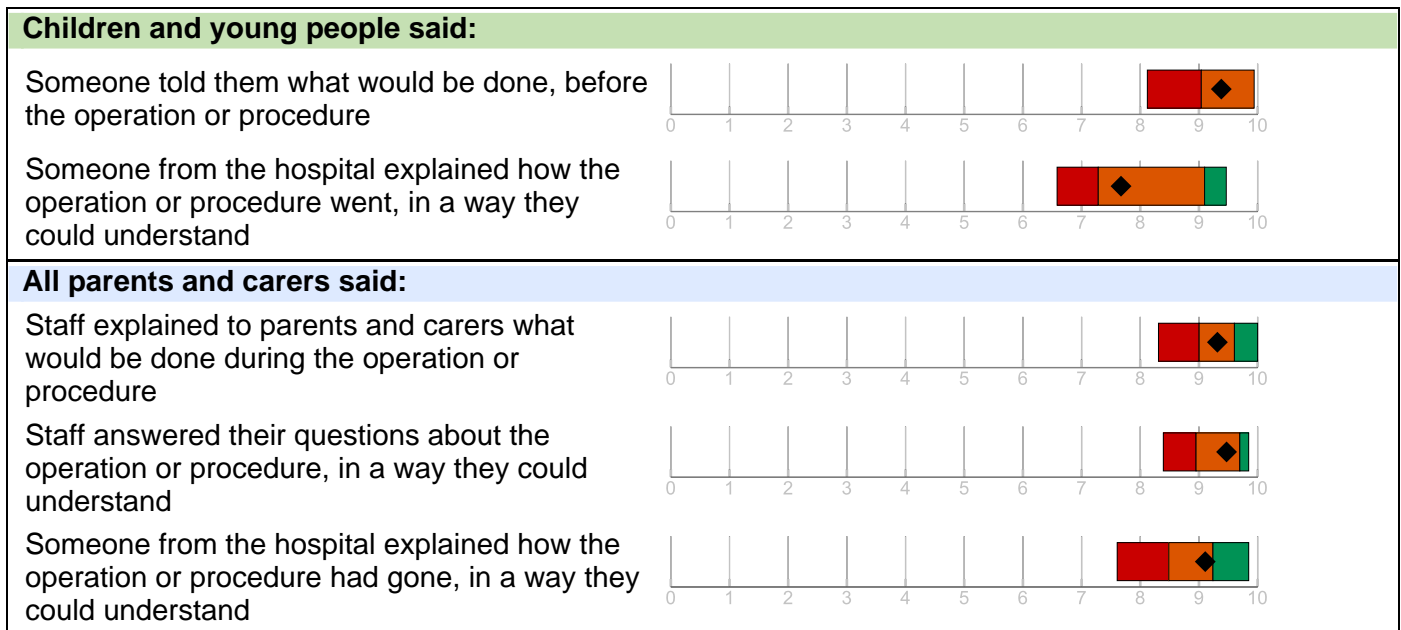 Children and young people said:
Someone told them what would be done, before
the operation or procedure
0 1 2 3 4 5 6 7 8 9 10
Someone from the hospital explained how the
operation or procedure went, in a way they
could understand
0 1 2 3 4 5 6 7 8 9 10
All parents and carers said:
Staff explained to parents and carers what
would be done during the operation or
procedure
0 1 2 3 4 5 6 7 8 9 10
Staff answered their questions about the
operation or procedure, in a way they could
understand
0 1 2 3 4 5 6 7 8 9 10
Someone from the hospital explained how the
operation or procedure had gone, in a way they
could understand
0 1 2 3 4 5 6 7 8 9 10